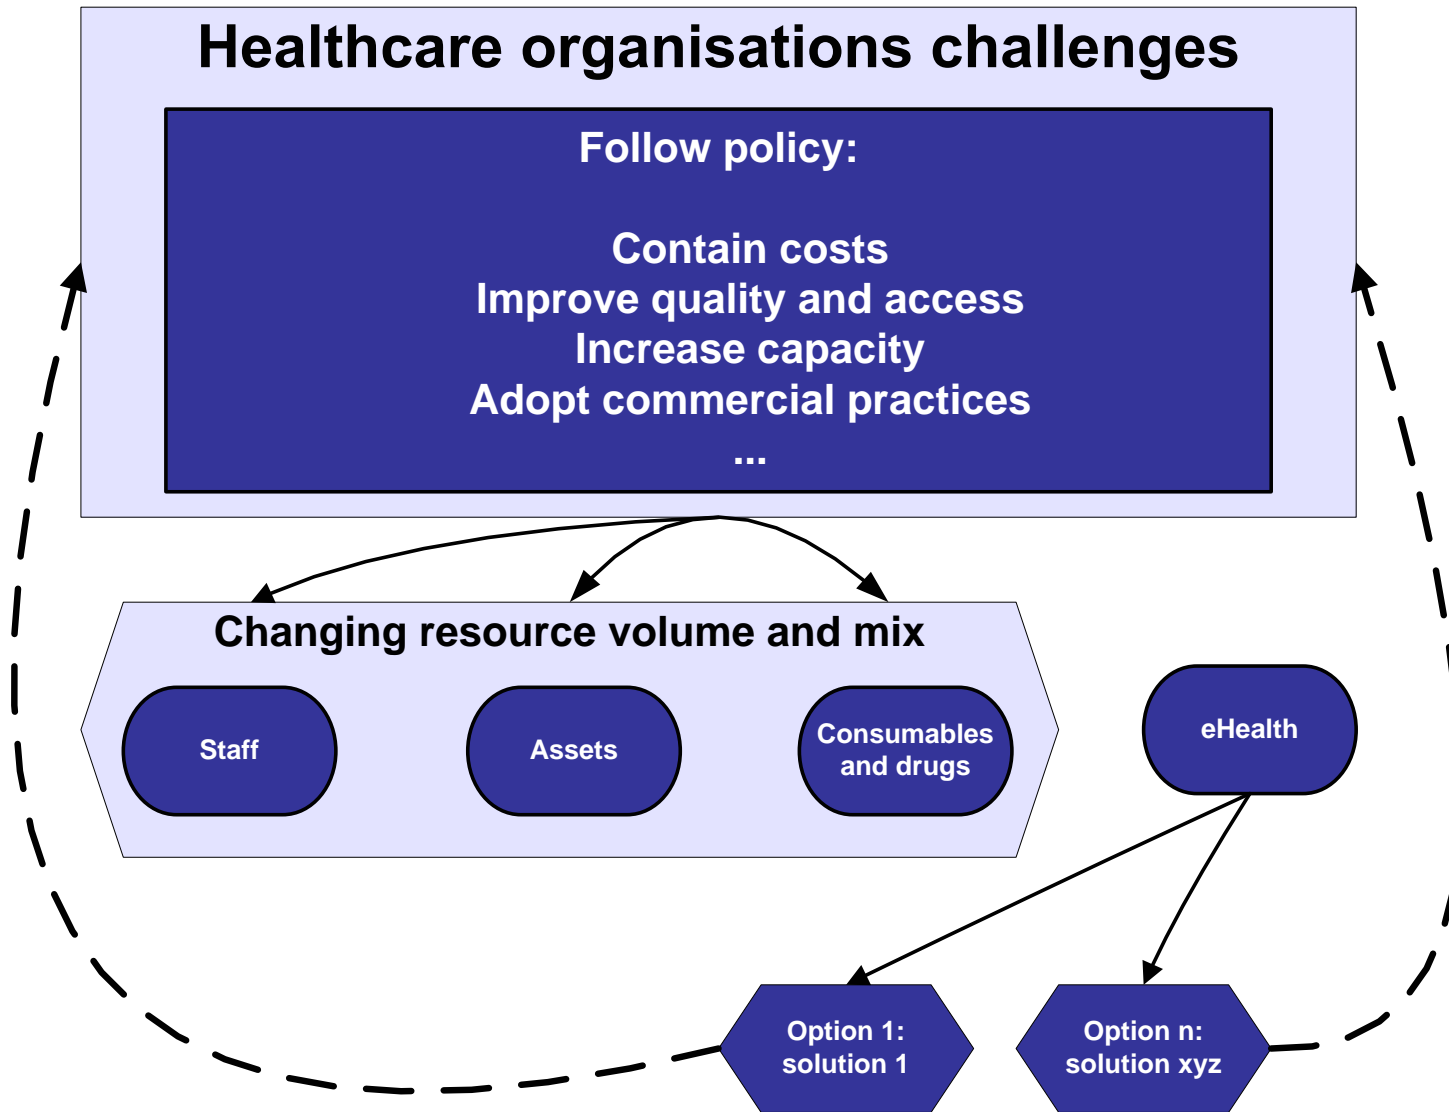 Healthcare organisations challenges
Follow policy:
Contain costs
Improve quality and access
Increase capacity
Adopt commercial practices
...
Changing resource volume and mix
Staff
Assets
Consumables
and drugs
eHealth
Option 1:
solution 1
Option n:
solution xyz